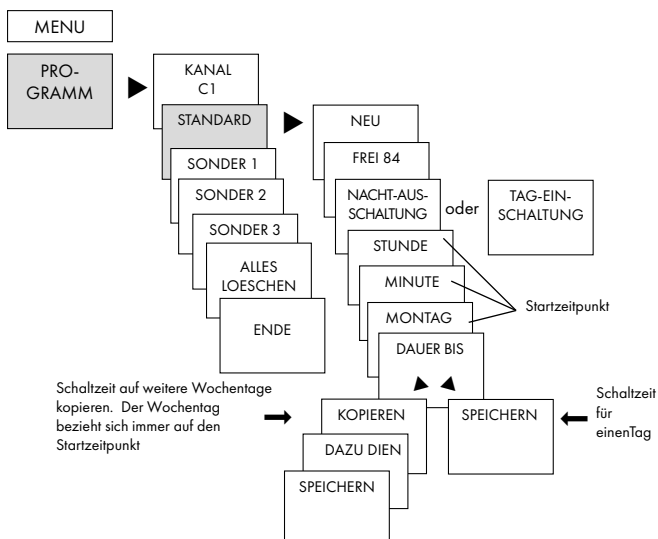 MENU
PRO-
GRAMM
KANAL
C1
STANDARD
SONDER 1
SONDER 2
SONDER 3
ALLES
LOESCHEN
ENDE
NEU
FREI 84
NACHT-AUS-
SCHALTUNG
oder
TAG-EIN-
SCHALTUNG
STUNDE
MINUTE
MONTAG
Startzeitpunkt
DAUER BIS
Schaltzeit auf weitere Wochentage
kopieren. Der Wochentag
bezieht sich immer auf den
Startzeitpunkt
KOPIEREN
DAZU DIEN
SPEICHERN
SPEICHERN
Schaltzeit
für
einenTag